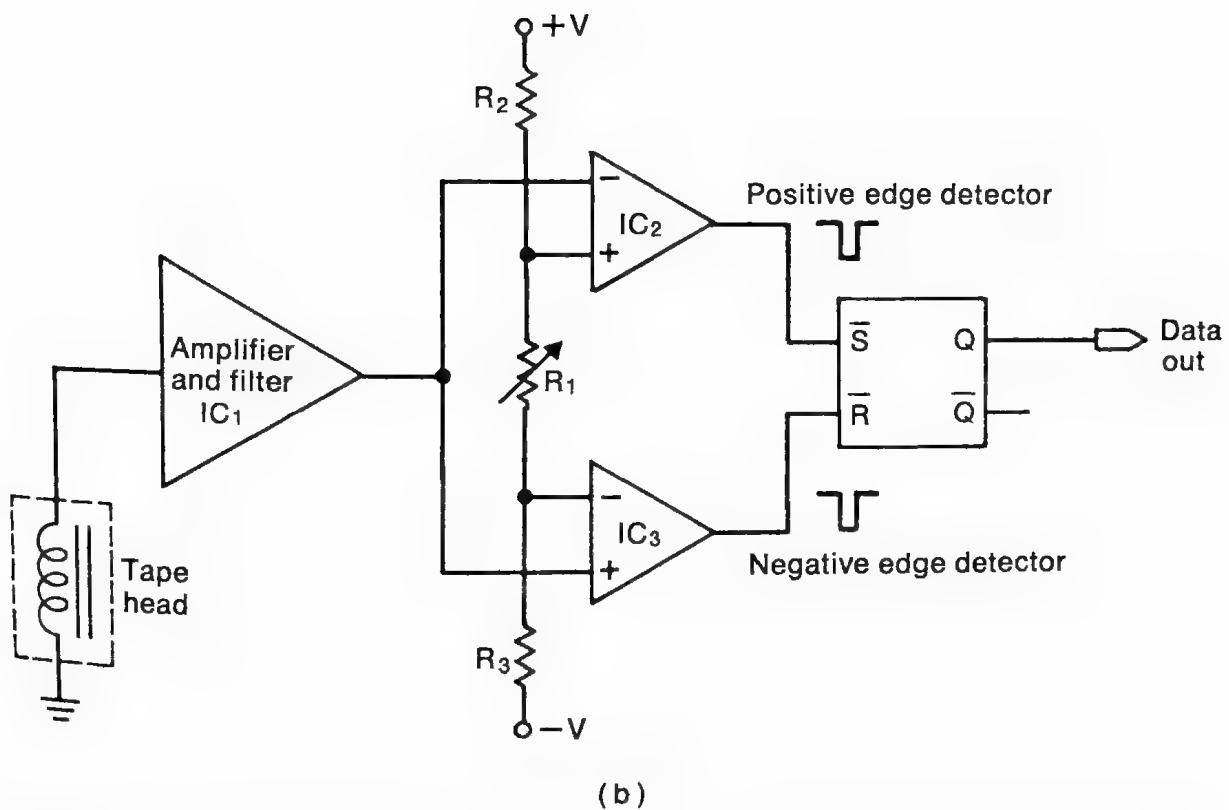 +V
R2
−
IC2
+
Positive edge detector
Amplifier
and filter
IC1
R1
S̅
Q
R̅
Q̅
Data
out
−
IC3
+
Negative edge detector
Tape
head
R3
−V
(b)